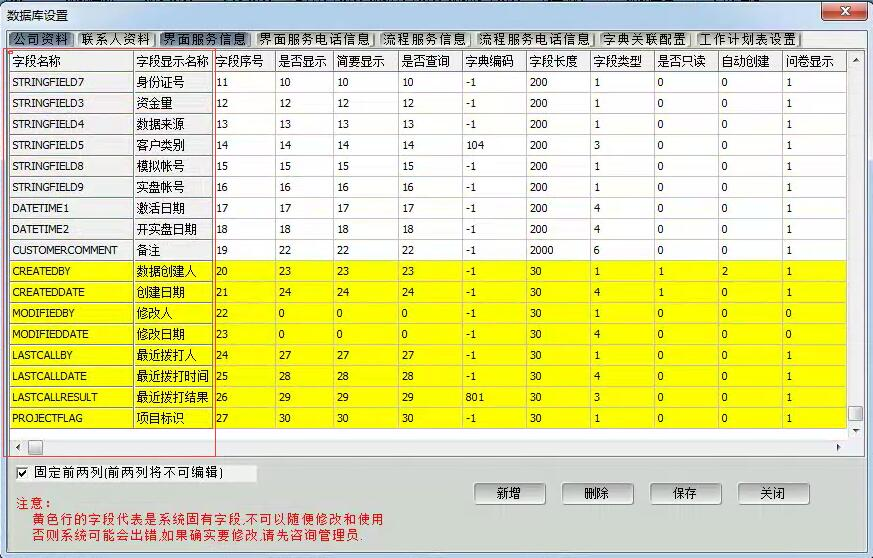 数据库设置
公司资料 联系人资料 界面服务信息 界面服务电话信息 流程服务信息 流程服务电话信息 字典关联配置 工作计划表设置
字段名称 字段显示名称 字段序号 是否显示 简要显示 是否查询 字典编码 字段长度 字段类型 是否只读 自动创建 问卷显示
STRINGFIELD7 身份证号 11 10 10 10 -1 200 1 0 0 1
STRINGFIELD3 资金量 12 12 12 12 -1 200 1 0 0 1
STRINGFIELD4 数据来源 13 13 13 13 -1 200 1 0 0 1
STRINGFIELD5 客户类别 14 14 14 14 104 200 3 0 0 1
STRINGFIELD8 模拟帐号 15 15 15 15 -1 200 1 0 0 1
STRINGFIELD9 实盘帐号 16 16 16 16 -1 200 1 0 0 1
DATETIME1 激活日期 17 17 17 17 -1 200 4 0 0 1
DATETIME2 开实盘日期 18 18 18 18 -1 200 4 0 0 1
CUSTOMERCOMMENT 备注 19 22 22 22 -1 2000 6 0 0 1
CREATEDBY 数据创建人 20 23 23 23 -1 30 1 1 2 1
CREATEDDATE 创建日期 21 24 24 24 -1 30 4 1 0 1
MODIFIEDBY 修改人 22 0 0 0 -1 30 1 0 0 0
MODIFIEDDATE 修改日期 23 0 0 0 -1 30 4 0 0 0
LASTCALLBY 最近拨打人 24 27 27 27 -1 30 1 0 0 1
LASTCALLDATE 最近拨打时间 25 28 28 28 -1 30 4 0 0 1
LASTCALLRESULT 最近拨打结果 26 29 29 29 801 30 3 0 0 1
PROJECTFLAG 项目标识 27 30 30 30 -1 30 1 0 0 1
固定前两列(前两列将不可编辑)
新增 删除 保存 关闭
注意：
黄色行的字段代表是系统固有字段,不可以随便修改和使用
否则系统可能会出错,如果确实要修改,请先咨询管理员.